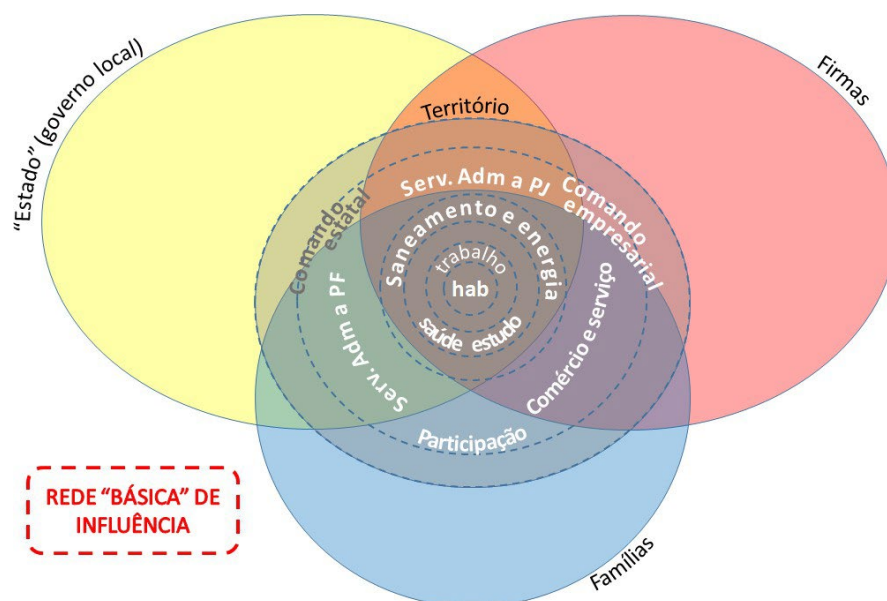 "Estado" (governo local)
Firmas
Território
Serv. Adm a PJ
Comando
estatal
Comando
empresarial
Saneamento e energia
trabalho
hab
saúde estudo
Serv. Adm a PF
Comércio e serviço
Participação
REDE "BÁSICA" DE
INFLUÊNCIA
Famílias